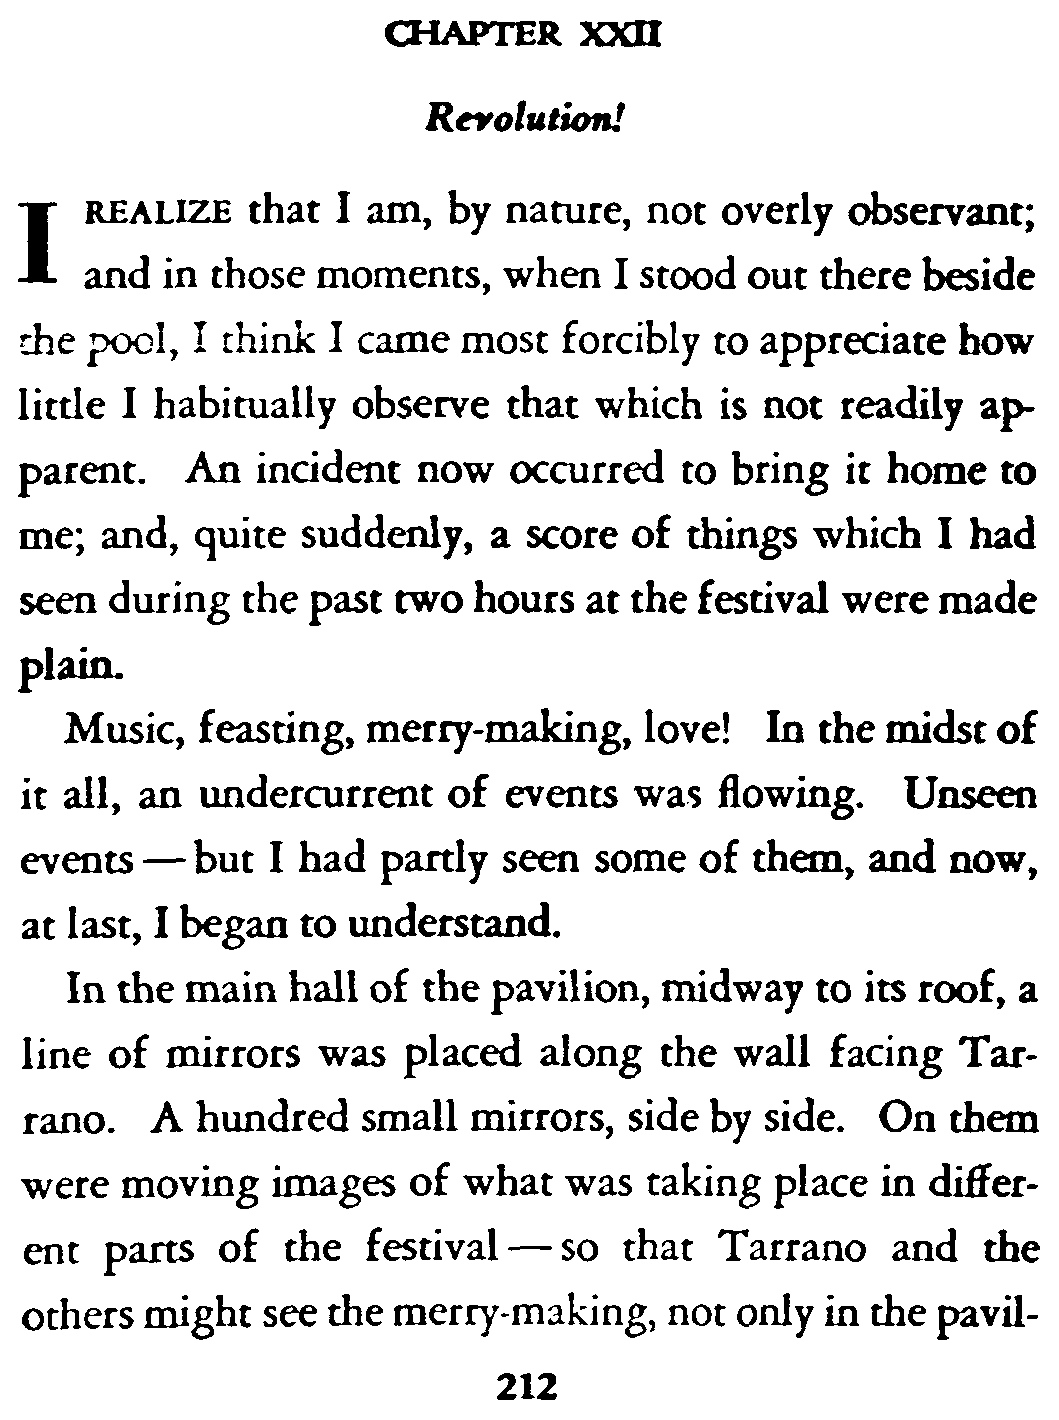 CHAPTER XXII
Revolution!
I REALIZE that I am, by nature, not overly observant;
and in those moments, when I stood out there beside
the pool, I think I came most forcibly to appreciate how
little I habitually observe that which is not readily ap-
parent. An incident now occurred to bring it home to
me; and, quite suddenly, a score of things which I had
seen during the past two hours at the festival were made
plain.
Music, feasting, merry-making, love! In the midst of
it all, an undercurrent of events was flowing. Unseen
events — but I had partly seen some of them, and now,
at last, I began to understand.
In the main hall of the pavilion, midway to its roof, a
line of mirrors was placed along the wall facing Tar-
rano. A hundred small mirrors, side by side. On them
were moving images of what was taking place in differ-
ent parts of the festival — so that Tarrano and the
others might see the merry-making, not only in the pavil-
212